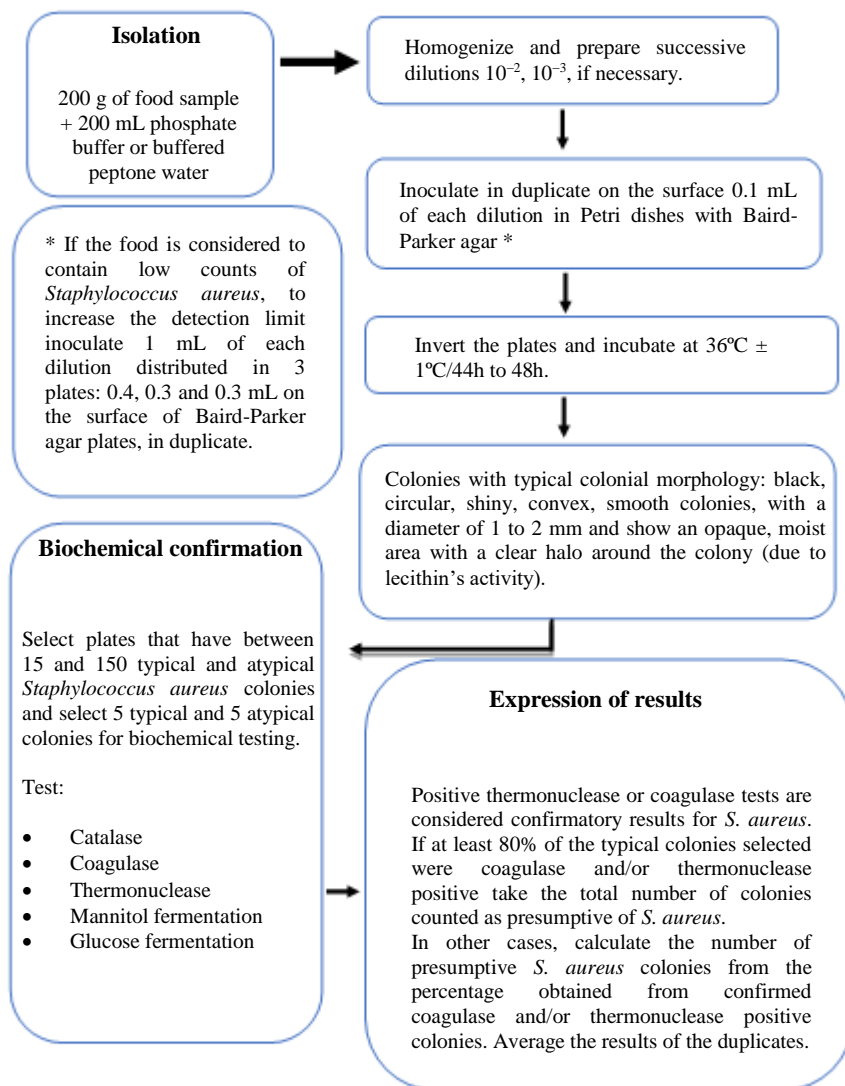 Isolation
200 g of food sample
+ 200 mL phosphate
buffer or buffered
peptone water
Homogenize and prepare successive
dilutions 10⁻², 10⁻³, if necessary.
Inoculate in duplicate on the surface 0.1 mL
of each dilution in Petri dishes with Baird-
Parker agar *
* If the food is considered to
contain low counts of
Staphylococcus aureus, to
increase the detection limit
inoculate 1 mL of each
dilution distributed in 3
plates: 0.4, 0.3 and 0.3 mL on
the surface of Baird-Parker
agar plates, in duplicate.
Invert the plates and incubate at 36ºC ±
1ºC/44h to 48h.
Colonies with typical colonial morphology: black,
circular, shiny, convex, smooth colonies, with a
diameter of 1 to 2 mm and show an opaque, moist
area with a clear halo around the colony (due to
lecithin’s activity).
Biochemical confirmation
Select plates that have between
15 and 150 typical and atypical
Staphylococcus aureus colonies
and select 5 typical and 5 atypical
colonies for biochemical testing.
Test:
• Catalase
• Coagulase
• Thermonuclease
• Mannitol fermentation
• Glucose fermentation
Expression of results
Positive thermonuclease or coagulase tests are
considered confirmatory results for S. aureus.
If at least 80% of the typical colonies selected
were coagulase and/or thermonuclease
positive take the total number of colonies
counted as presumptive of S. aureus.
In other cases, calculate the number of
presumptive S. aureus colonies from the
percentage obtained from confirmed
coagulase and/or thermonuclease positive
colonies. Average the results of the duplicates.